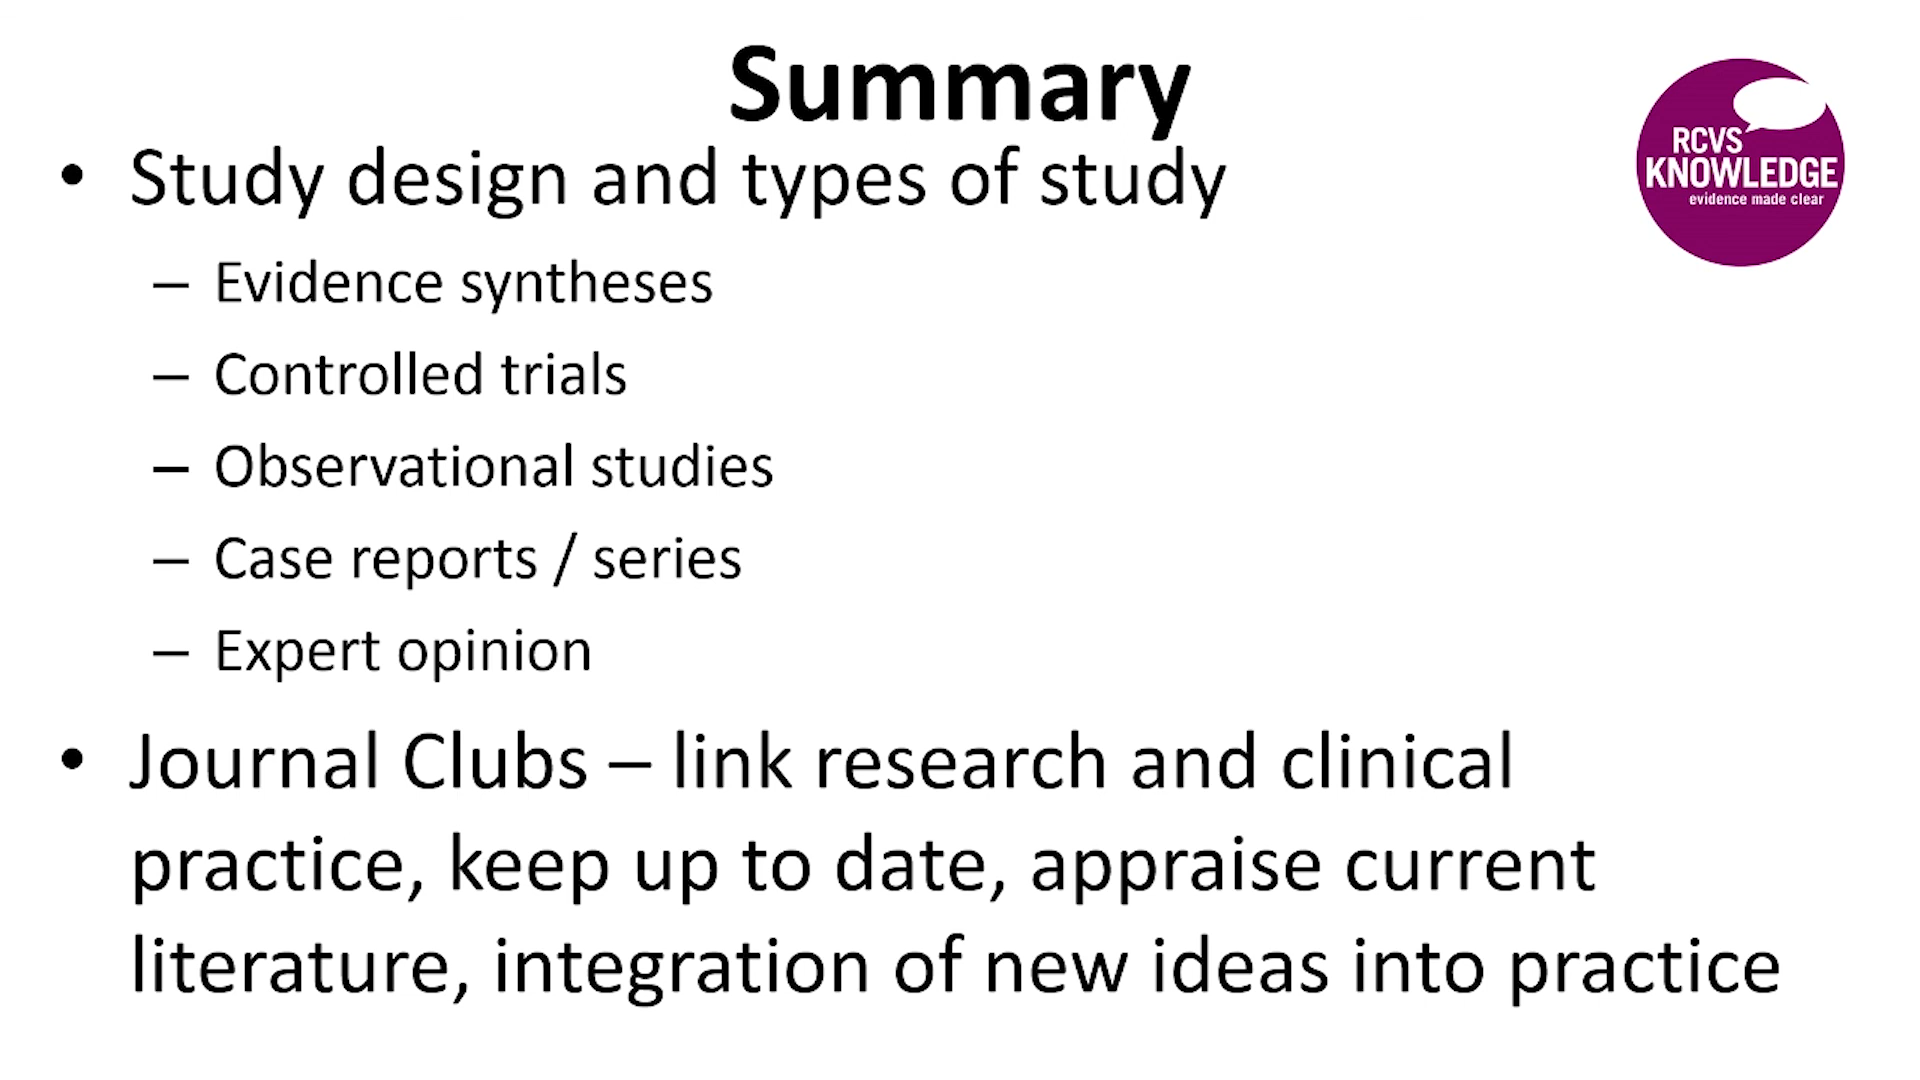 Summary
RCVS
KNOWLEDGE
evidence made clear
• Study design and types of study
– Evidence syntheses
– Controlled trials
– Observational studies
– Case reports / series
– Expert opinion
• Journal Clubs – link research and clinical
practice, keep up to date, appraise current
literature, integration of new ideas into practice